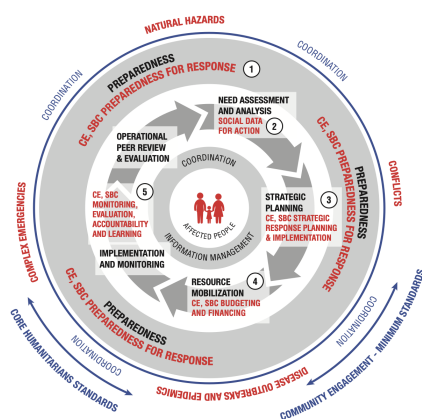 NATURAL HAZARDS
COORDINATION
COORDINATION
PREPAREDNESS
CE, SBC PREPAREDNESS FOR RESPONSE
1
NEED ASSESSMENT
AND ANALYSIS
SOCIAL DATA
FOR ACTION
2
OPERATIONAL
PEER REVIEW
& EVALUATION
COORDINATION
AFFECTED PEOPLE
INFORMATION MANAGEMENT
STRATEGIC
PLANNING
3
CE, SBC STRATEGIC
RESPONSE PLANNING
& IMPLEMENTATION
PREPAREDNESS
CE, SBC PREPAREDNESS FOR RESPONSE
CONFLICTS
5
CE, SBC
MONITORING,
EVALUATION,
ACCOUNTABILITY
AND LEARNING
IMPLEMENTATION
AND MONITORING
RESOURCE
MOBILIZATION
4
CE, SBC BUDGETING
AND FINANCING
PREPAREDNESS
CE, SBC PREPAREDNESS FOR RESPONSE
COMPLEX EMERGENCIES
COORDINATION
COORDINATION
CORE HUMANITARIANS STANDARDS
DISEASE OUTBREAKS AND EPIDEMICS
COMMUNITY ENGAGEMENT - MINIMUM STANDARDS